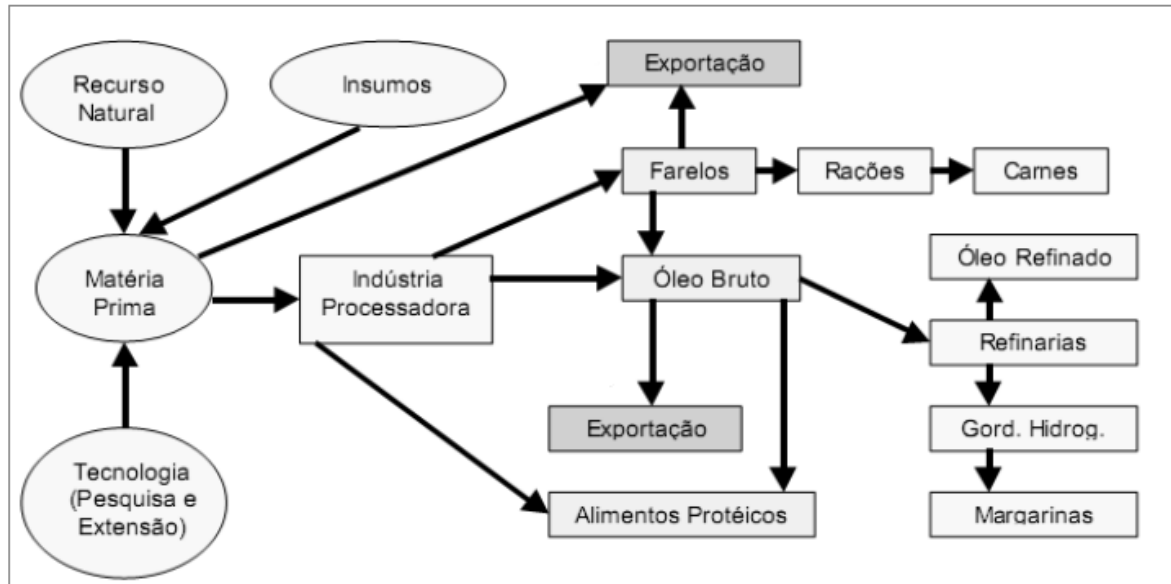 Recurso
Natural
Insumos
Exportação
Farelos
Rações
Carnes
Matéria
Prima
Indústria
Processadora
Óleo Bruto
Óleo Refinado
Refinarias
Exportação
Gord. Hidrog.
Tecnologia
(Pesquisa e
Extensão)
Alimentos Protéicos
Margarinas